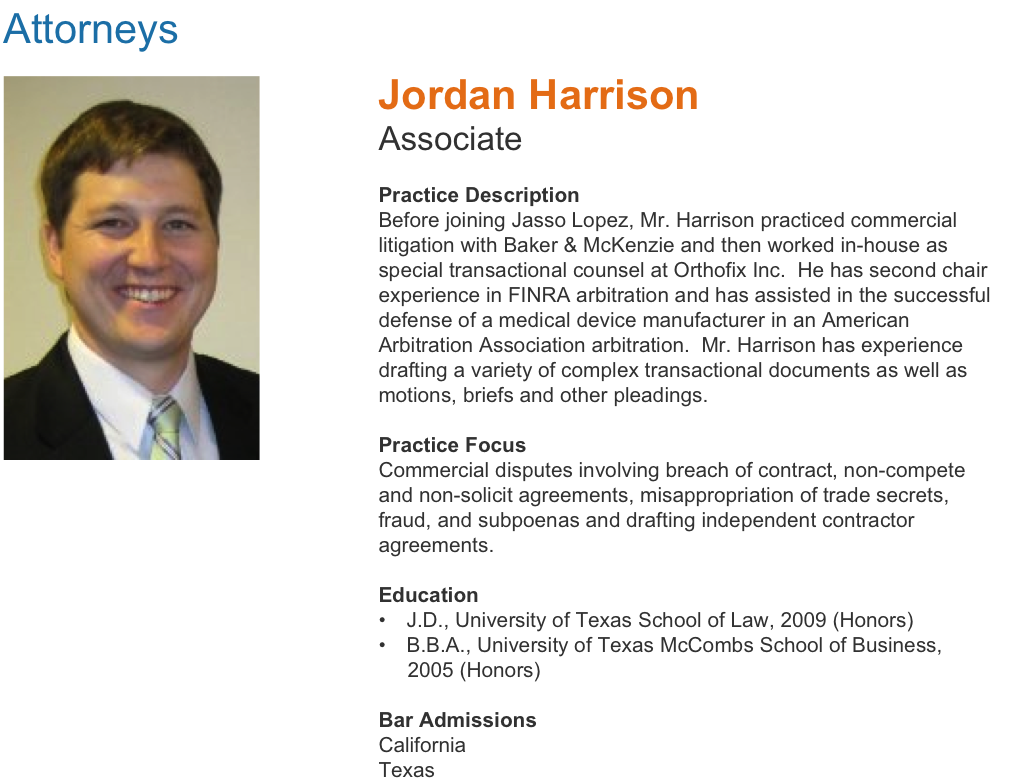 Attorneys
Jordan Harrison
Associate
Practice Description
Before joining Jasso Lopez, Mr. Harrison practiced commercial
litigation with Baker & McKenzie and then worked in-house as
special transactional counsel at Orthofix Inc.  He has second chair
experience in FINRA arbitration and has assisted in the successful
defense of a medical device manufacturer in an American
Arbitration Association arbitration.  Mr. Harrison has experience
drafting a variety of complex transactional documents as well as
motions, briefs and other pleadings.
Practice Focus
Commercial disputes involving breach of contract, non-compete
and non-solicit agreements, misappropriation of trade secrets,
fraud, and subpoenas and drafting independent contractor
agreements.
Education
• J.D., University of Texas School of Law, 2009 (Honors)
• B.B.A., University of Texas McCombs School of Business,
2005 (Honors)
Bar Admissions
California
Texas